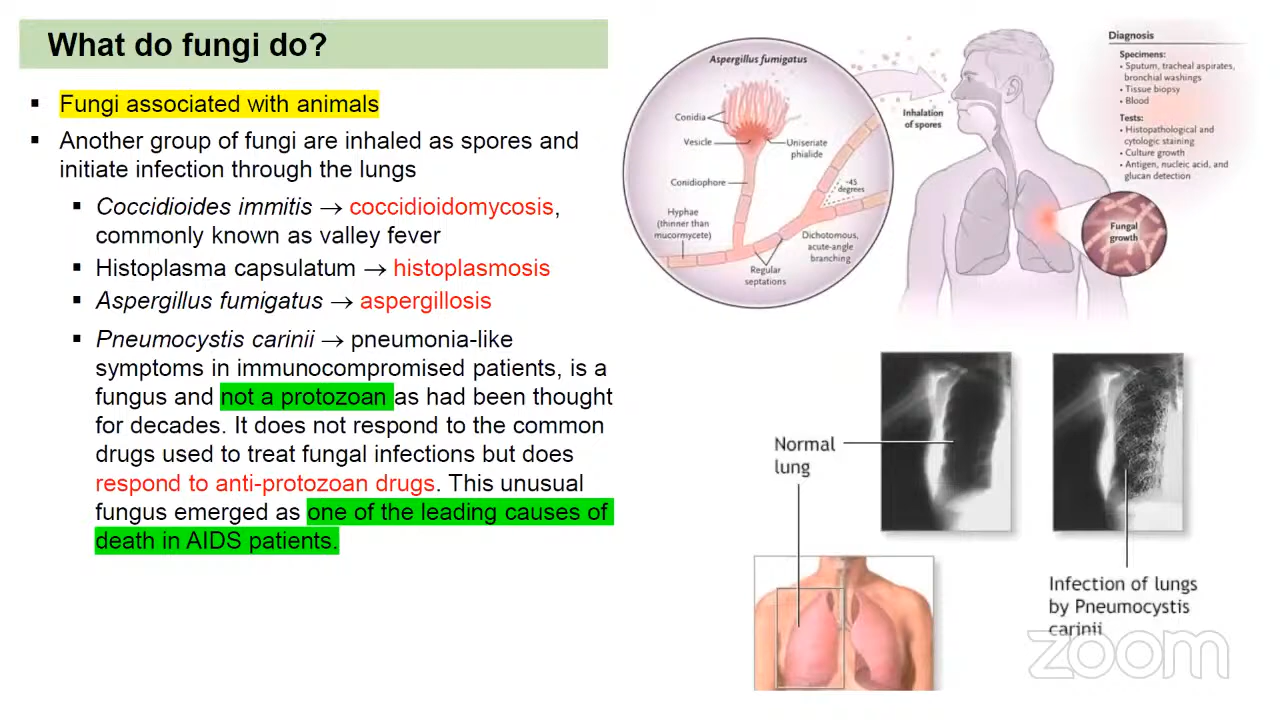 What do fungi do?
▪ Fungi associated with animals
▪ Another group of fungi are inhaled as spores and
initiate infection through the lungs
▪ Coccidioides immitis → coccidioidomycosis,
commonly known as valley fever
▪ Histoplasma capsulatum → histoplasmosis
▪ Aspergillus fumigatus → aspergillosis
▪ Pneumocystis carinii → pneumonia-like
symptoms in immunocompromised patients, is a
fungus and not a protozoan as had been thought
for decades. It does not respond to the common
drugs used to treat fungal infections but does
respond to anti-protozoan drugs. This unusual
fungus emerged as one of the leading causes of
death in AIDS patients.
Aspergillus fumigatus
Conidia
Vesicle
Uniseriate
phialide
Conidiophore
~45
degrees
Hyphae
(thinner than
mucormycete)
Dichotomous,
acute-angle
branching
Regular
septations
Inhalation
of spores
Diagnosis
Specimens:
• Sputum, tracheal aspirates,
bronchial washings
• Tissue biopsy
• Blood
Tests:
• Histopathological and
cytologic staining
• Culture growth
• Antigen, nucleic acid, and
glucan detection
Fungal
growth
Normal
lung
Infection of lungs
by Pneumocystis
carinii
zoom